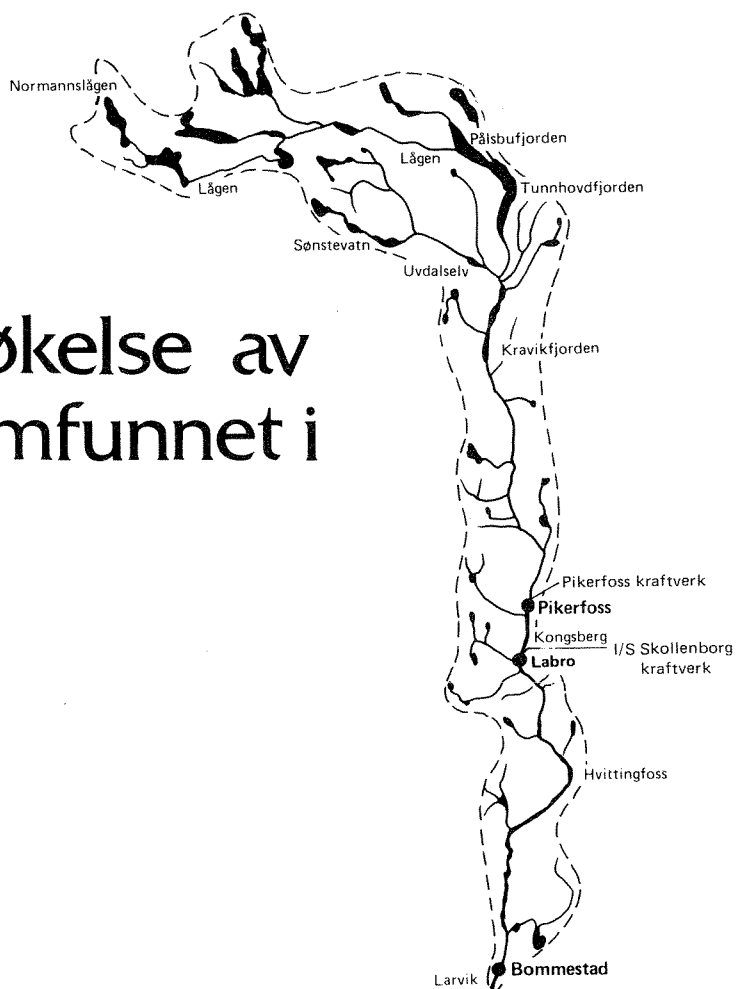 Normannslågen
Pålsbufjorden
Lågen
Lågen
Tunnhovdfjorden
Sønstevatn
Uvdalselv
økelse av
Kravikfjorden
mfunnet i
Pikerfoss kraftverk
Pikerfoss
Kongsberg
I/S Skollenborg
kraftverk
Labro
Hvittingfoss
Bommestad
Larvik